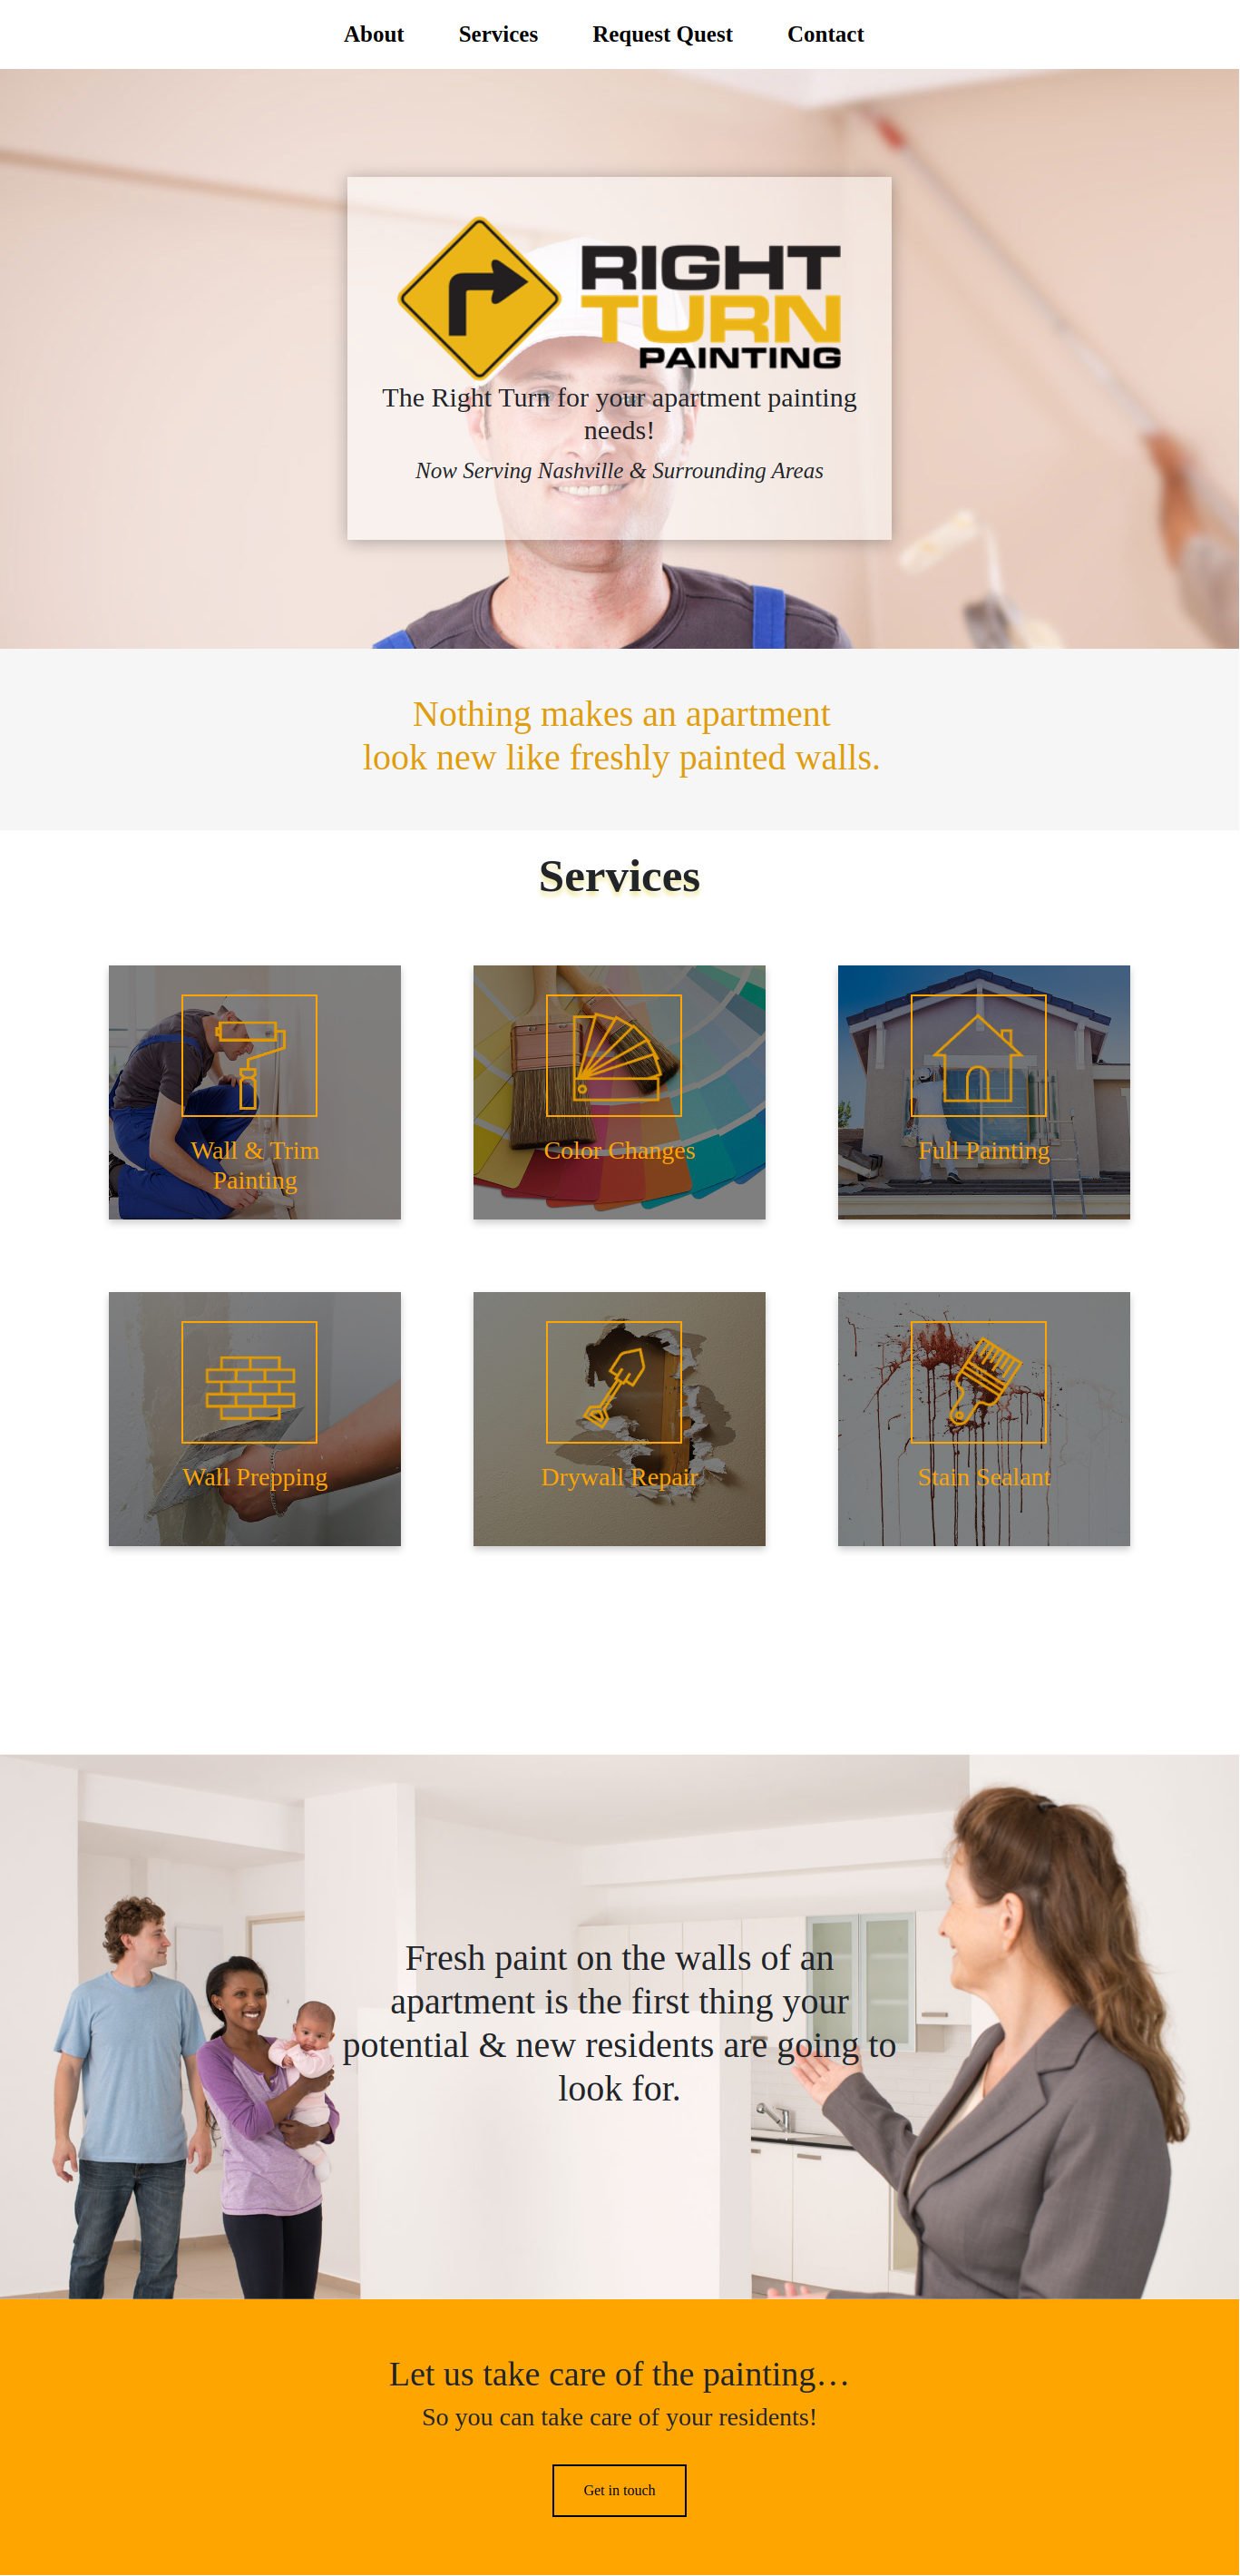 About Services Request Quest Contact
RIGHT
TURN
PAINTING
The Right Turn for your apartment painting
needs!
Now Serving Nashville & Surrounding Areas
Nothing makes an apartment
look new like freshly painted walls.
Services
Wall & Trim
Painting
Color Changes
Full Painting
Wall Prepping
Drywall Repair
Stain Sealant
Fresh paint on the walls of an
apartment is the first thing your
potential & new residents are going to
look for.
Let us take care of the painting…
So you can take care of your residents!
Get in touch